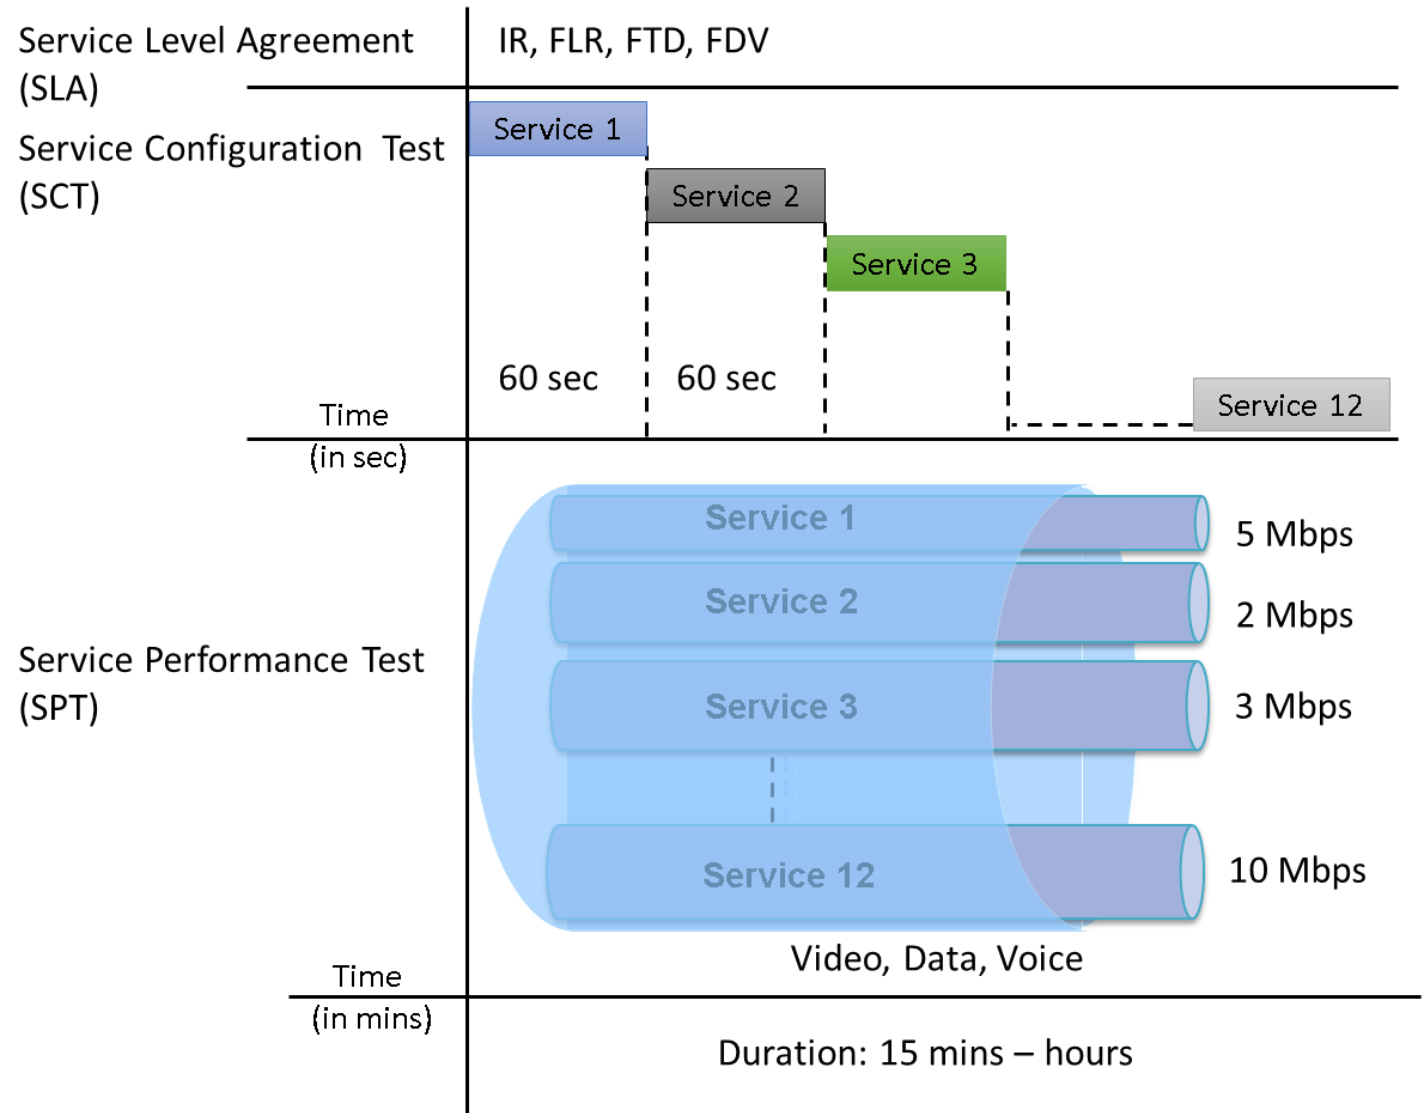 Service Level Agreement
(SLA)
IR, FLR, FTD, FDV
Service Configuration Test
(SCT)
Service 1
Service 2
Service 3
60 sec
60 sec
Service 12
Time
(in sec)
Service 1
5 Mbps
Service 2
2 Mbps
Service Performance Test
(SPT)
Service 3
3 Mbps
Service 12
10 Mbps
Video, Data, Voice
Time
(in mins)
Duration: 15 mins – hours